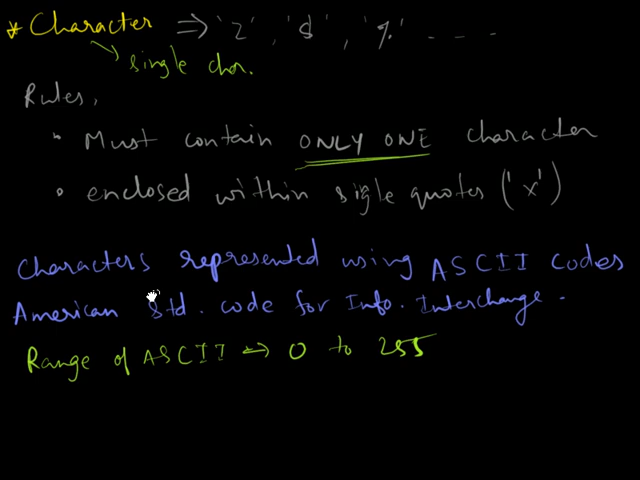 * Character ⇒ 'Z', '$', '%' . . . .
single char.
Rules,
• Must contain ONLY ONE character
• enclosed within sigle quotes ('x')
Characters represented using ASCII codes
American Std. code for Info. Interchange.
Range of ASCII ↔ 0 to 255